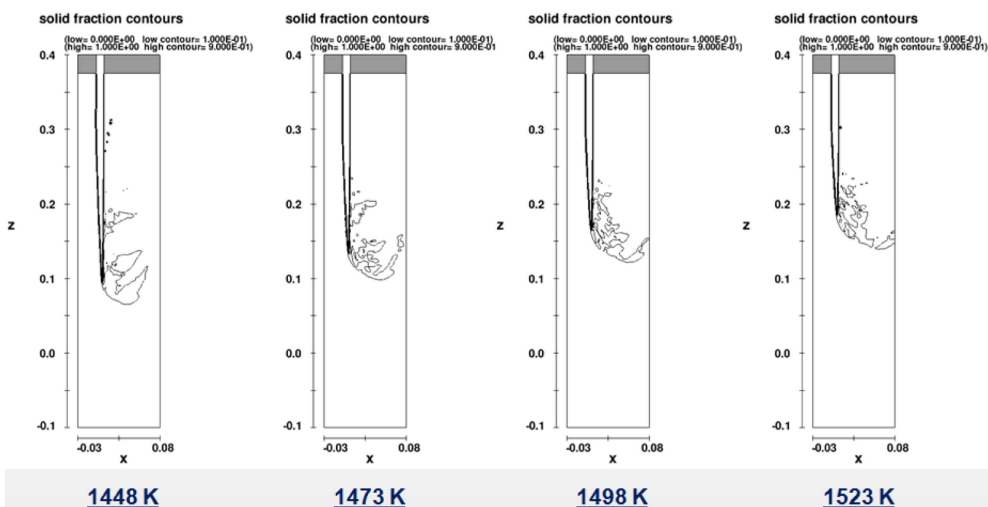 solid fraction contours
(low= 0.000E+00 low contour= 1.000E-01)
(high= 1.000E+00 high contour= 9.000E-01)
0.4
0.3
0.2
0.1
0.0
-0.1
z
-0.03 0.08
x
1448 K
solid fraction contours
(low= 0.000E+00 low contour= 1.000E-01)
(high= 1.000E+00 high contour= 9.000E-01
0.4
0.3
0.2
0.1
0.0
-0.1
-0.03 0.08
x
1473 K
solid fraction contours
(low= 0.000E+00 low contour= 1.000E-01)
(high= 1.000E+00 high contour= 9.000E-01)
0.4
0.3
0.2
0.1
0.0
-0.1
z
-0.03 0.08
x
1498 K
solid fraction contours
(low= 0.000E+00 low contour= 1.000E-01)
(high= 1.000E+00 high contour= 9.000E-01)
0.4
0.3
0.2
0.1
0.0
-0.1
z
-0.03 0.08
x
1523 K